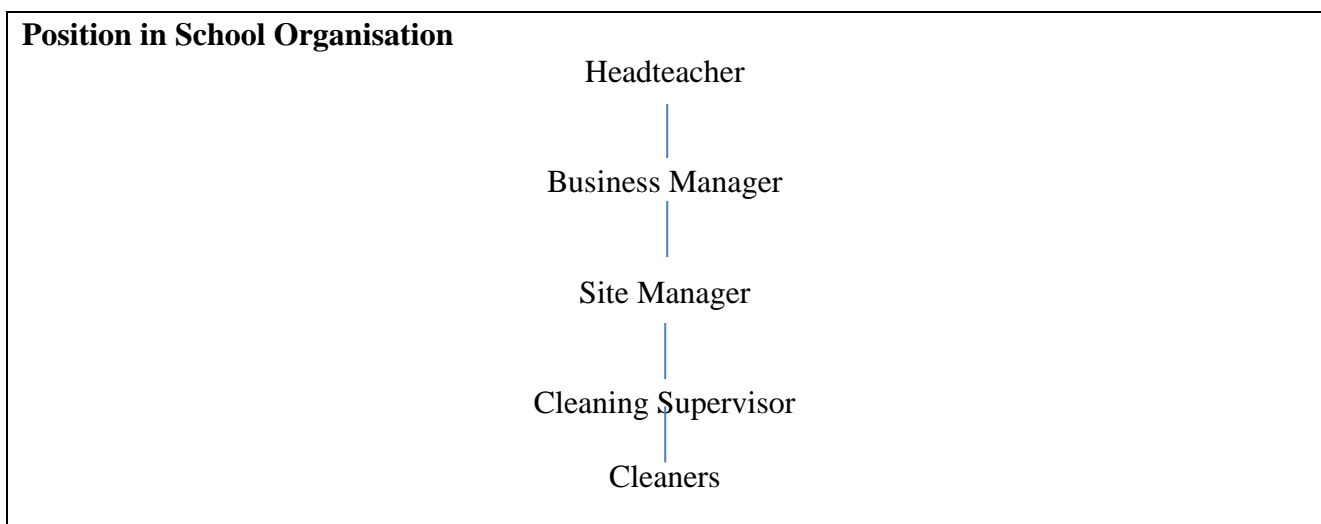 Position in School Organisation
Headteacher
Business Manager
Site Manager
Cleaning Supervisor
Cleaners